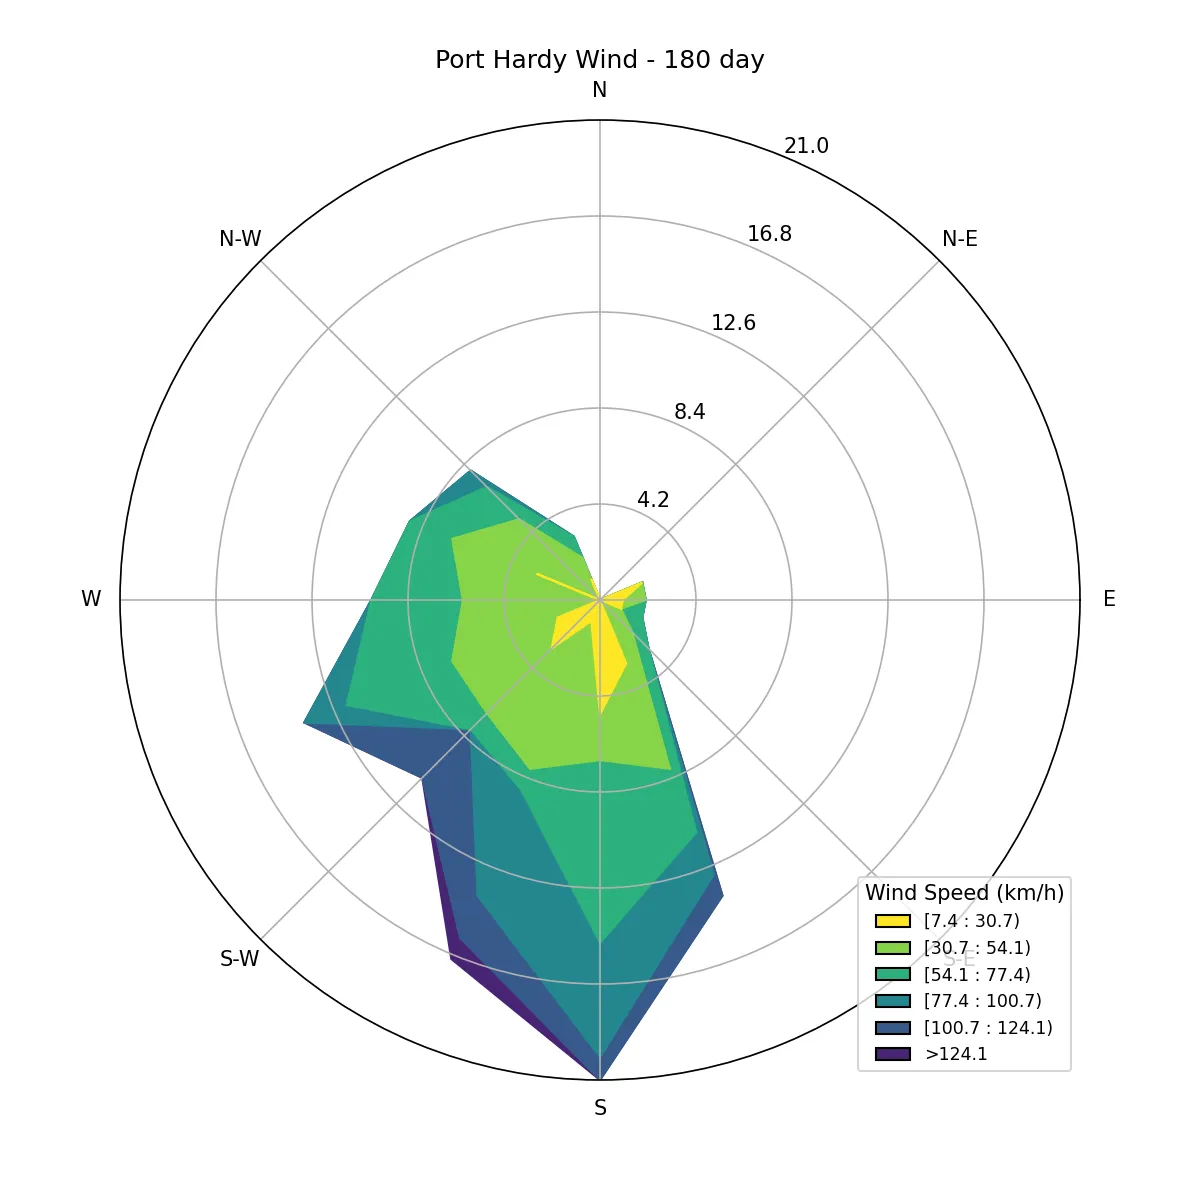 Port Hardy Wind - 180 day
N
21.0
N-W
16.8
N-E
12.6
8.4
4.2
W
E
S-W
S-E
Wind Speed (km/h)
[7.4 : 30.7)
[30.7 : 54.1)
[54.1 : 77.4)
[77.4 : 100.7)
[100.7 : 124.1)
>124.1
S